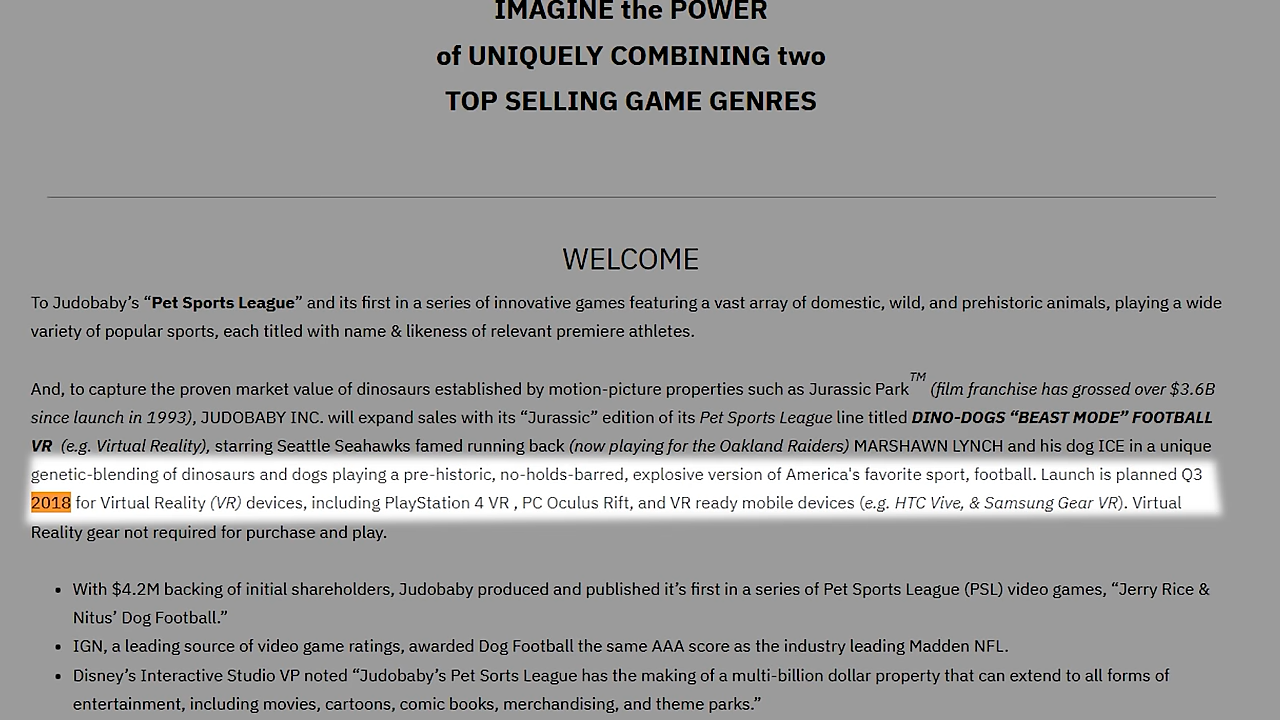 IMAGINE the POWER
of UNIQUELY COMBINING two
TOP SELLING GAME GENRES
WELCOME
To Judobaby’s “Pet Sports League” and its first in a series of innovative games featuring a vast array of domestic, wild, and prehistoric animals, playing a wide
variety of popular sports, each titled with name & likeness of relevant premiere athletes.
And, to capture the proven market value of dinosaurs established by motion-picture properties such as Jurassic Park™ (film franchise has grossed over $3.6B
since launch in 1993), JUDOBABY INC. will expand sales with its “Jurassic” edition of its Pet Sports League line titled DINO-DOGS “BEAST MODE” FOOTBALL
VR (e.g. Virtual Reality), starring Seattle Seahawks famed running back (now playing for the Oakland Raiders) MARSHAWN LYNCH and his dog ICE in a unique
genetic-blending of dinosaurs and dogs playing a pre-historic, no-holds-barred, explosive version of America's favorite sport, football. Launch is planned Q3
2018 for Virtual Reality (VR) devices, including PlayStation 4 VR , PC Oculus Rift, and VR ready mobile devices (e.g. HTC Vive, & Samsung Gear VR). Virtual
Reality gear not required for purchase and play.
• With $4.2M backing of initial shareholders, Judobaby produced and published it’s first in a series of Pet Sports League (PSL) video games, “Jerry Rice &
Nitus’ Dog Football.”
• IGN, a leading source of video game ratings, awarded Dog Football the same AAA score as the industry leading Madden NFL.
• Disney’s Interactive Studio VP noted “Judobaby’s Pet Sorts League has the making of a multi-billion dollar property that can extend to all forms of
entertainment, including movies, cartoons, comic books, merchandising, and theme parks.”